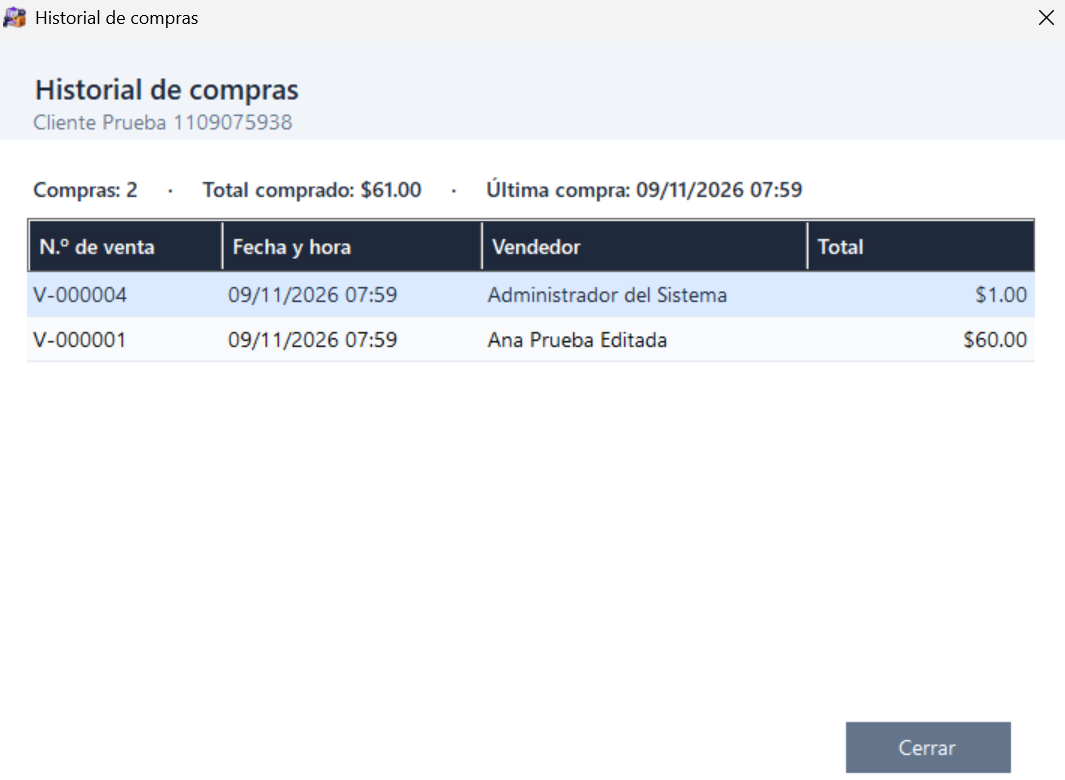 Historial de compras
Historial de compras
Cliente Prueba 1109075938
Compras: 2 · Total comprado: $61.00 · Última compra: 09/11/2026 07:59
N.º de venta Fecha y hora Vendedor Total
V-000004 09/11/2026 07:59 Administrador del Sistema $1.00
V-000001 09/11/2026 07:59 Ana Prueba Editada $60.00
Cerrar